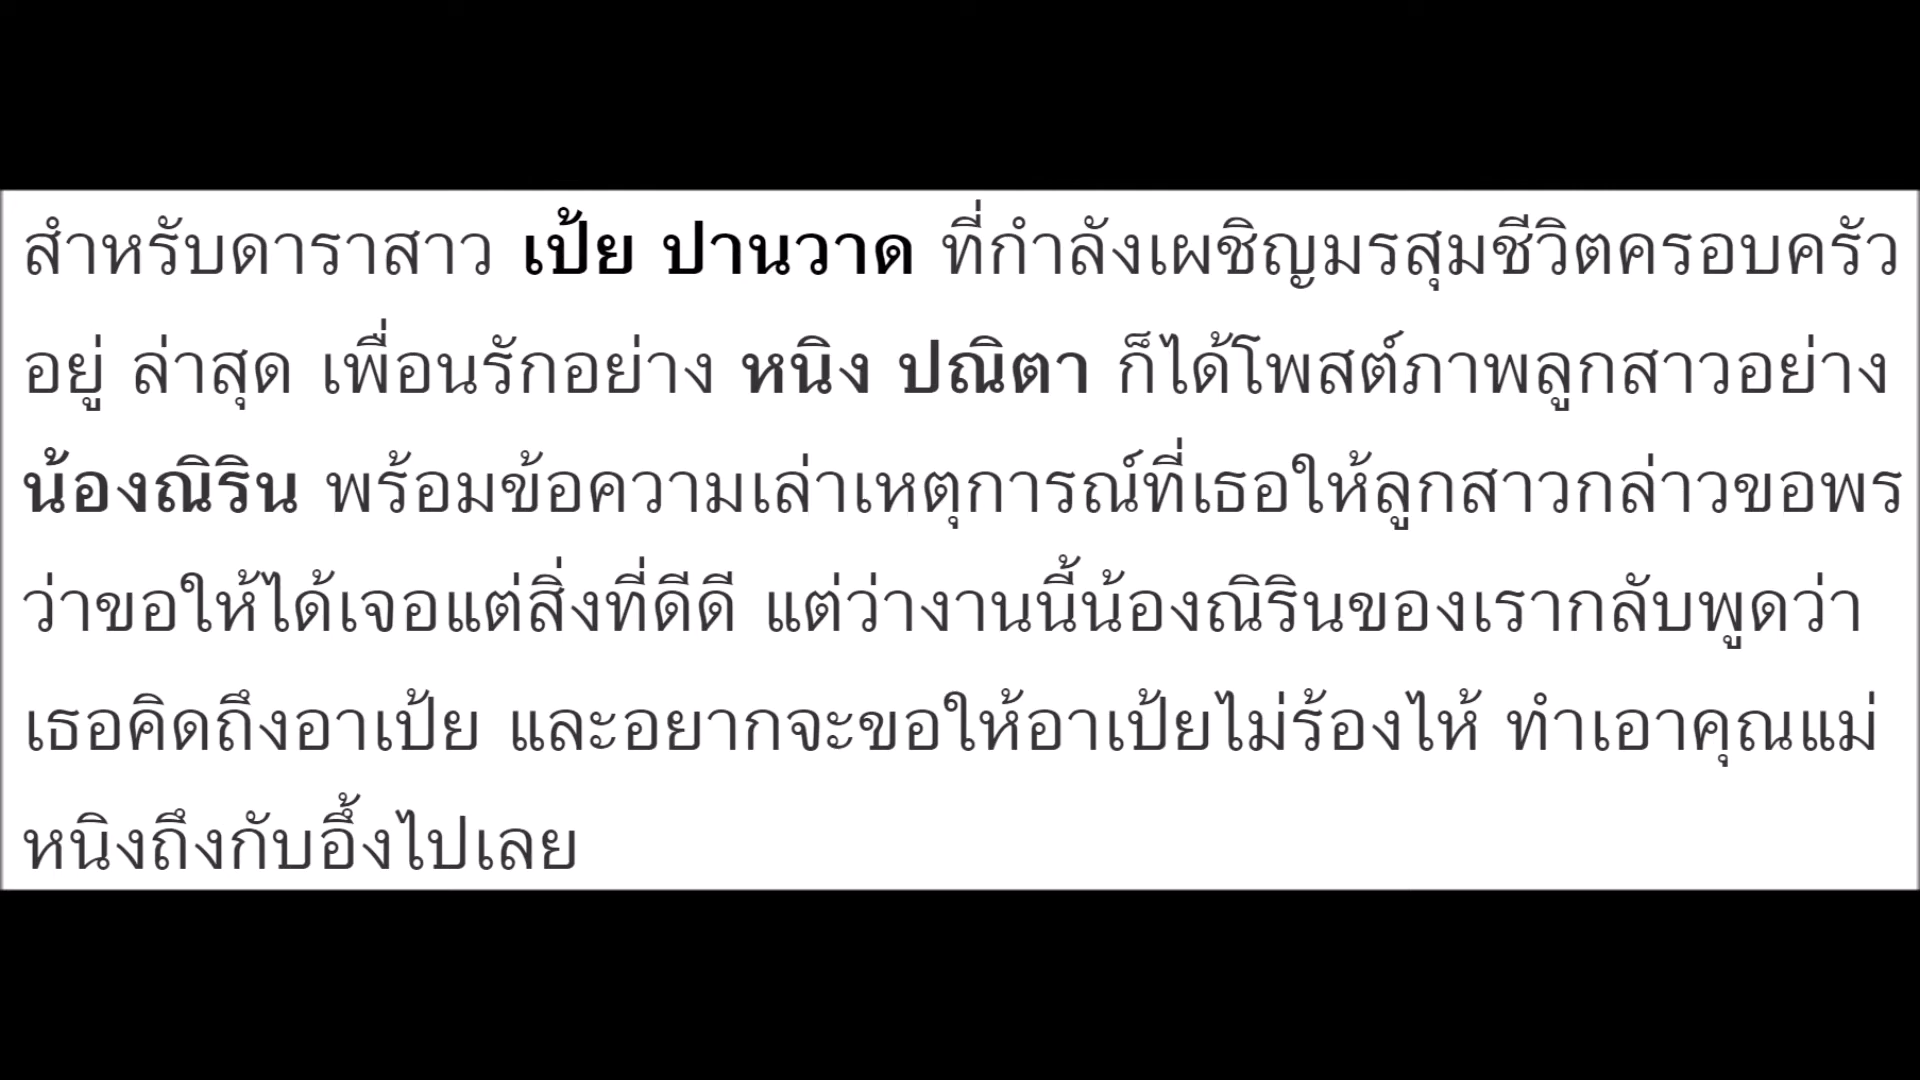 สำหรับดาราสาว เป้ย ปานวาด ที่กำลังเผชิญมรสุมชีวิตครอบครัว
อยู่ ล่าสุด เพื่อนรักอย่าง หนิง ปณิตา ก็ได้โพสต์ภาพลูกสาวอย่าง
น้องณิริน พร้อมข้อความเล่าเหตุการณ์ที่เธอให้ลูกสาวกล่าวขอพร
ว่าขอให้ได้เจอแต่สิ่งที่ดีดี แต่ว่างานนี้น้องณิรินของเรากลับพูดว่า
เธอคิดถึงอาเป้ย และอยากจะขอให้อาเป้ยไม่ร้องไห้ ทำเอาคุณแม่
หนิงถึงกับอึ้งไปเลย